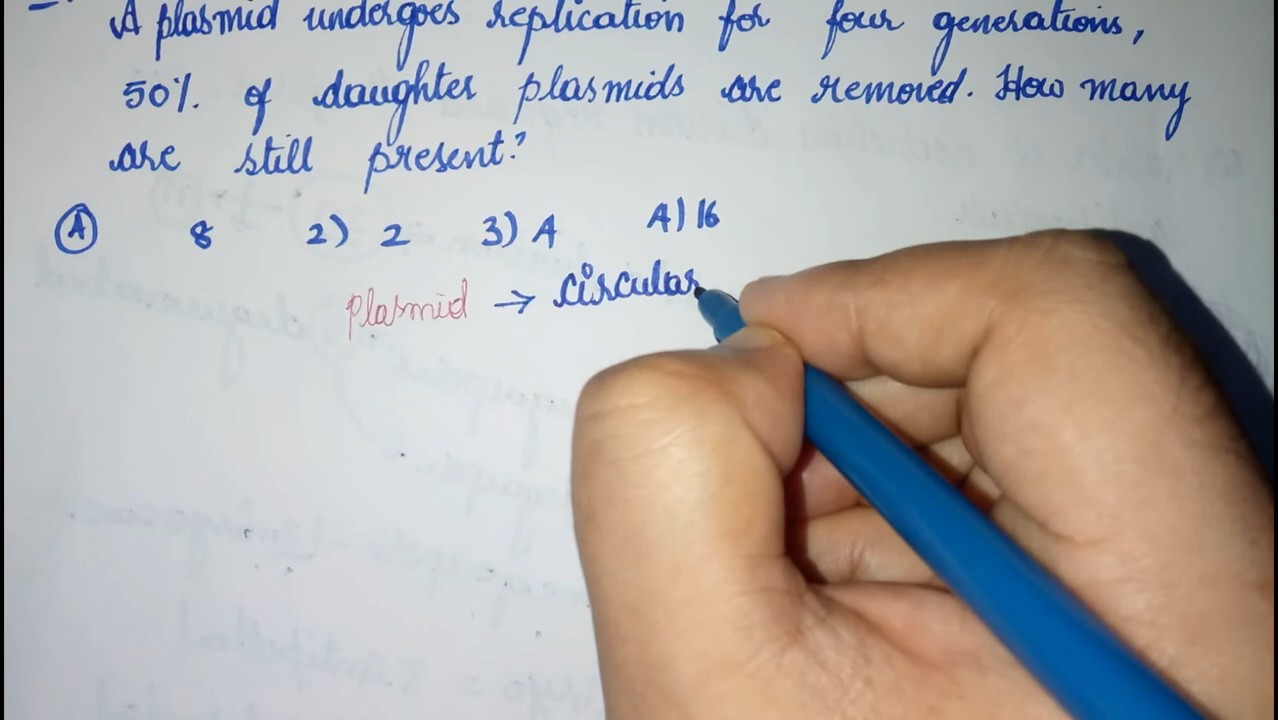 A plasmid undergoes replication for four generations,
50%. of daughter plasmids are removed. How many
are still present?
A 8 2) 2 3) 4 4) 16
plasmid → circular